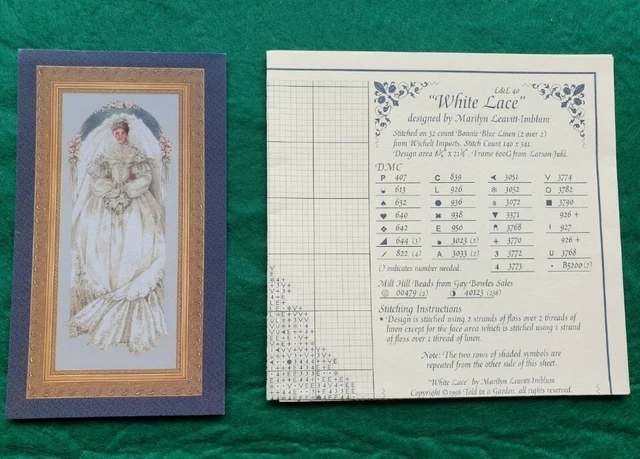 L&L 40
"White Lace"
designed by Marilyn Leavitt-Imblum
Stitched on 32 count Bonnie Blue Linen (2 over 2)
from Wichelt Imports. Stitch Count 140 x 341
Design area 8¾" x 21⅜" Frame 600G from Larson-Juhl.
DMC
P 407 C 839 3051 V 3774
613 L 926 3052 O 3782
632 936 s 3072 3790
640 938 3371 926 +
642 E 950 3768 927
644 (3) 3023 (2) + 3770 926 +
822 (4) A 3033 (2) 3 3772 U 3768
() indicates number needed. 4 3773 B5200 (7)
Mill Hill Beads from Gay Bowles Sales
00479 (2) 40123 (256)
Stitching Instructions
• Design is stitched using 2 strands of floss over 2 threads of
linen except for the face area which is stitched using 1 strand
of floss over 1 thread of linen.
Note: The two rows of shaded symbols are
repeated from the other side of this sheet.
"White Lace" by Marilyn Leavitt-Imblum
Copyright © Told in a Garden, all rights reserved.